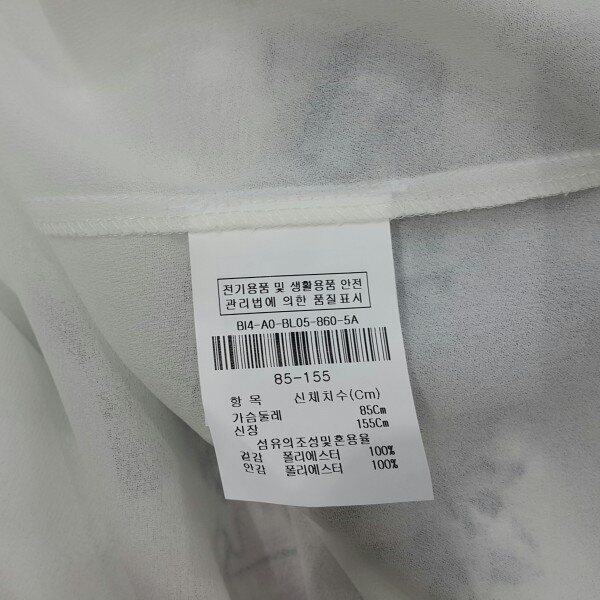 전기용품 및 생활용품 안전
관리법에 의한 품질표시
BI4-A0-BL05-860-5A
85-155
항 목 신체치수(Cm)
가슴둘레 85Cm
신장 155Cm
섬유의조성및혼용율
겉감 폴리에스터 100%
안감 폴리에스터 100%